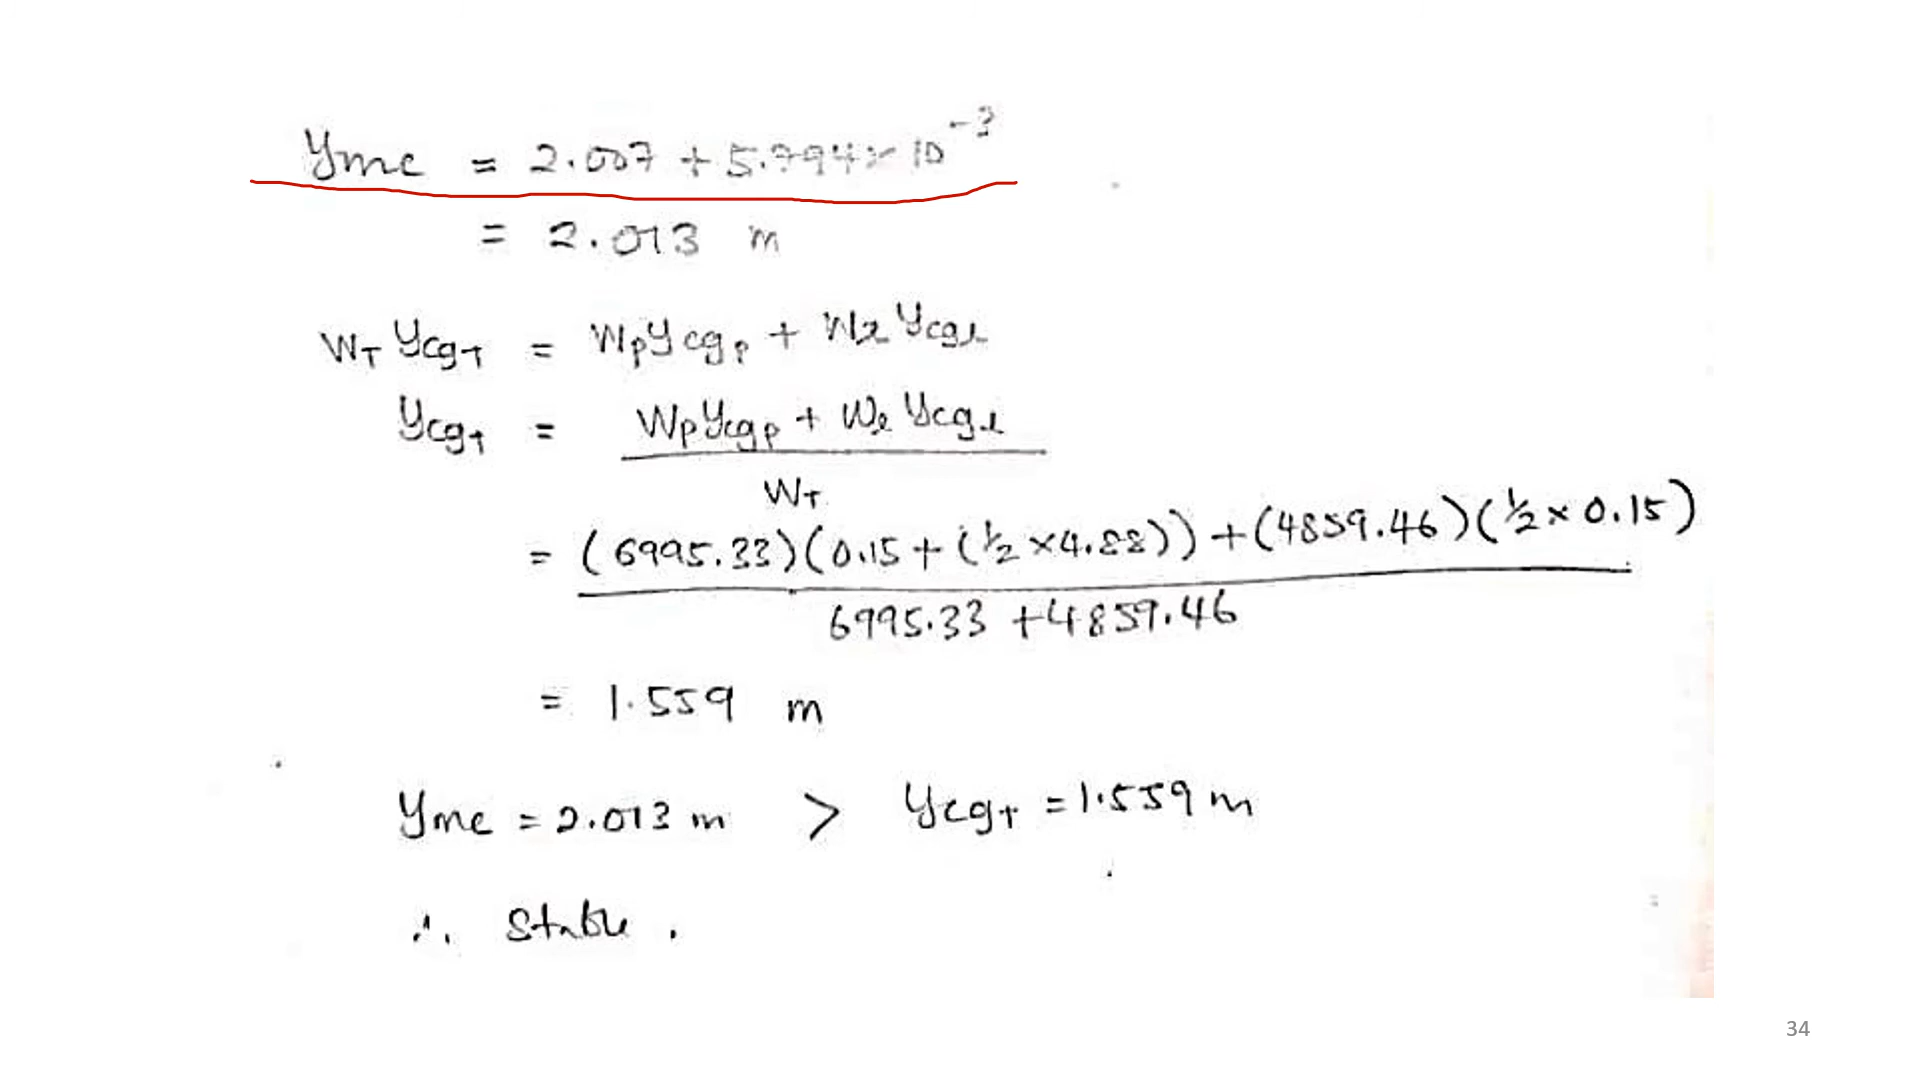 Ymc = 2.007 + 5.794 × 10⁻³
= 2.013 m
W_T Ycg_T = W_P Ycg_P + W_L Ycg_L
Ycg_T = W_P Ycg_P + W_L Ycg_L
W_T
= (6995.33)(0.15 + (½ × 4.88)) + (4859.46)(½ × 0.15)
6995.33 + 4859.46
= 1.559 m
Ymc = 2.013 m > Ycg_T = 1.559 m
∴ Stable.
34